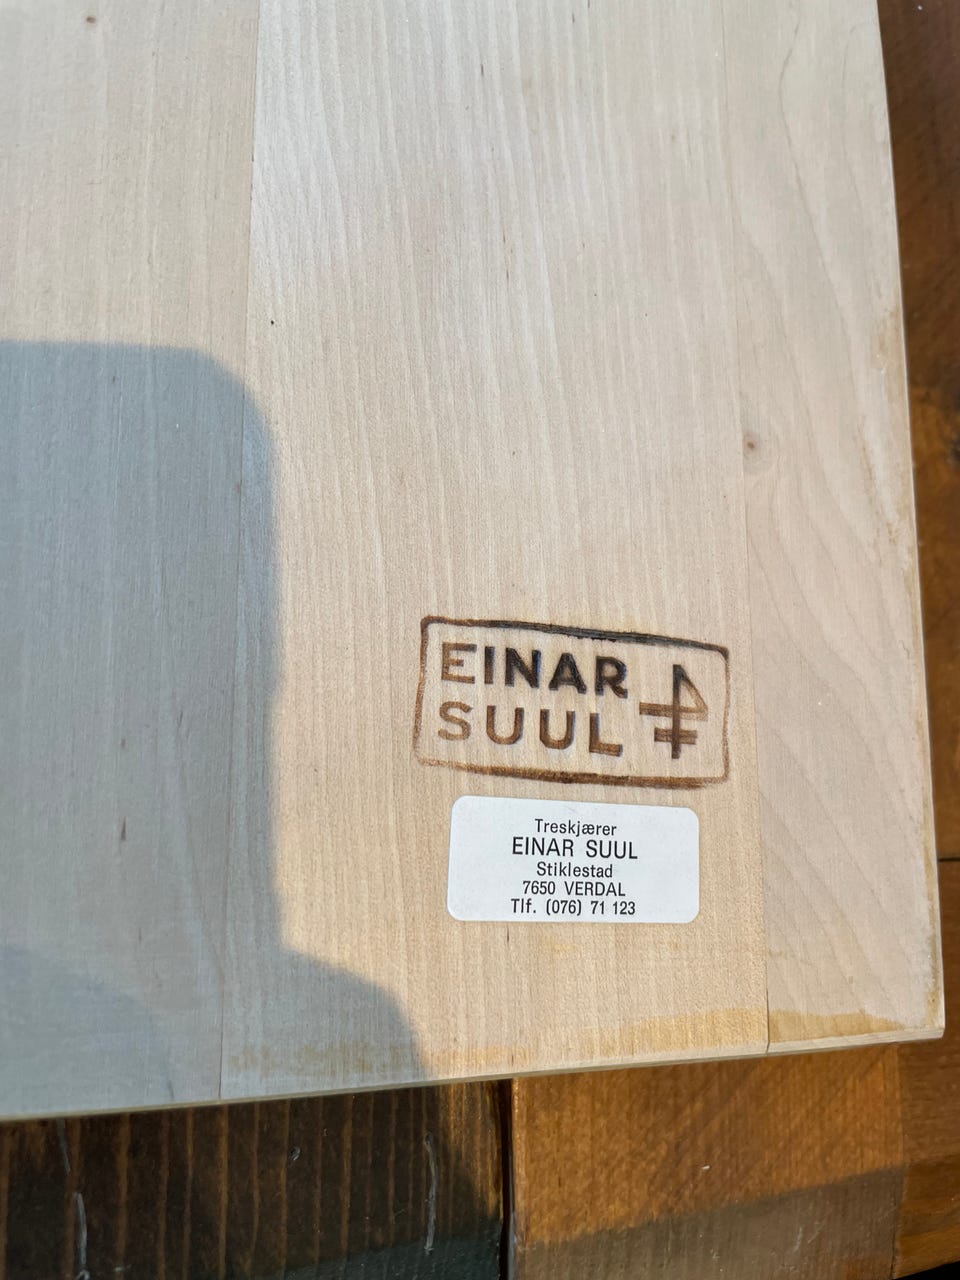 EINAR
SUUL
Treskjærer
EINAR SUUL
Stiklestad
7650 VERDAL
Tlf. (076) 71 123